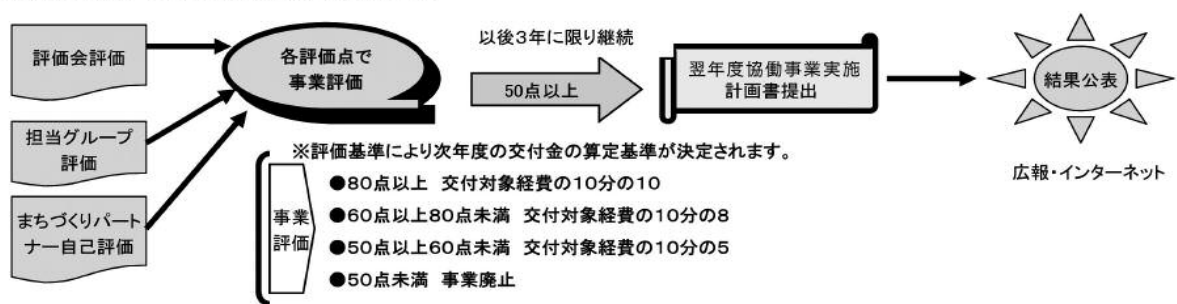 評価会評価
担当グループ
評価
まちづくりパート
ナー自己評価
各評価点で
事業評価
以後3年に限り継続
50点以上
翌年度協働事業実施
計画書提出
結果公表
広報・インターネット
※評価基準により次年度の交付金の算定基準が決定されます。
事業
評価
●80点以上 交付対象経費の10分の10
●60点以上80点未満 交付対象経費の10分の8
●50点以上60点未満 交付対象経費の10分の5
●50点未満 事業廃止